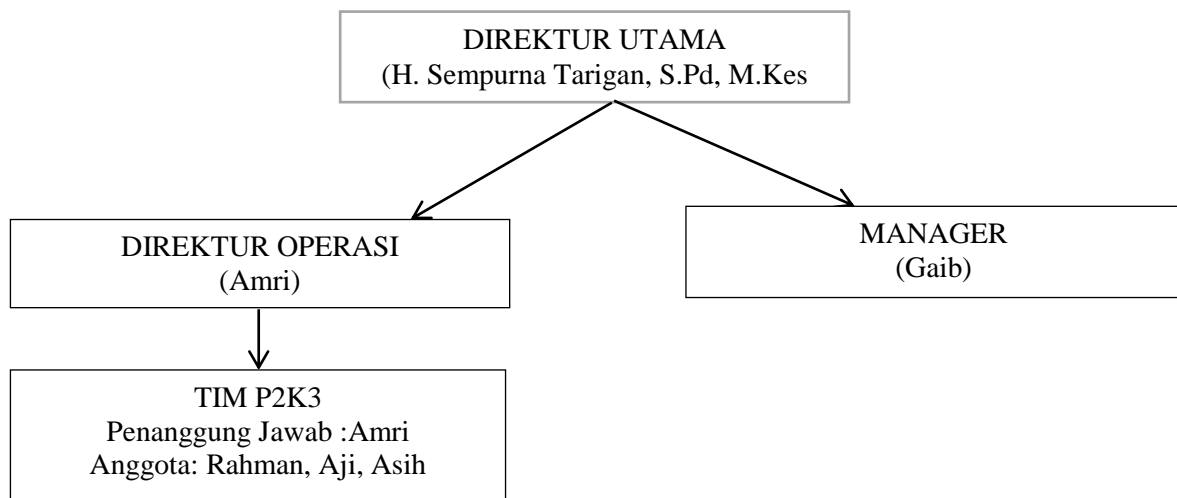 DIREKTUR UTAMA
(H. Sempurna Tarigan, S.Pd, M.Kes
DIREKTUR OPERASI
(Amri)
MANAGER
(Gaib)
TIM P2K3
Penanggung Jawab :Amri
Anggota: Rahman, Aji, Asih